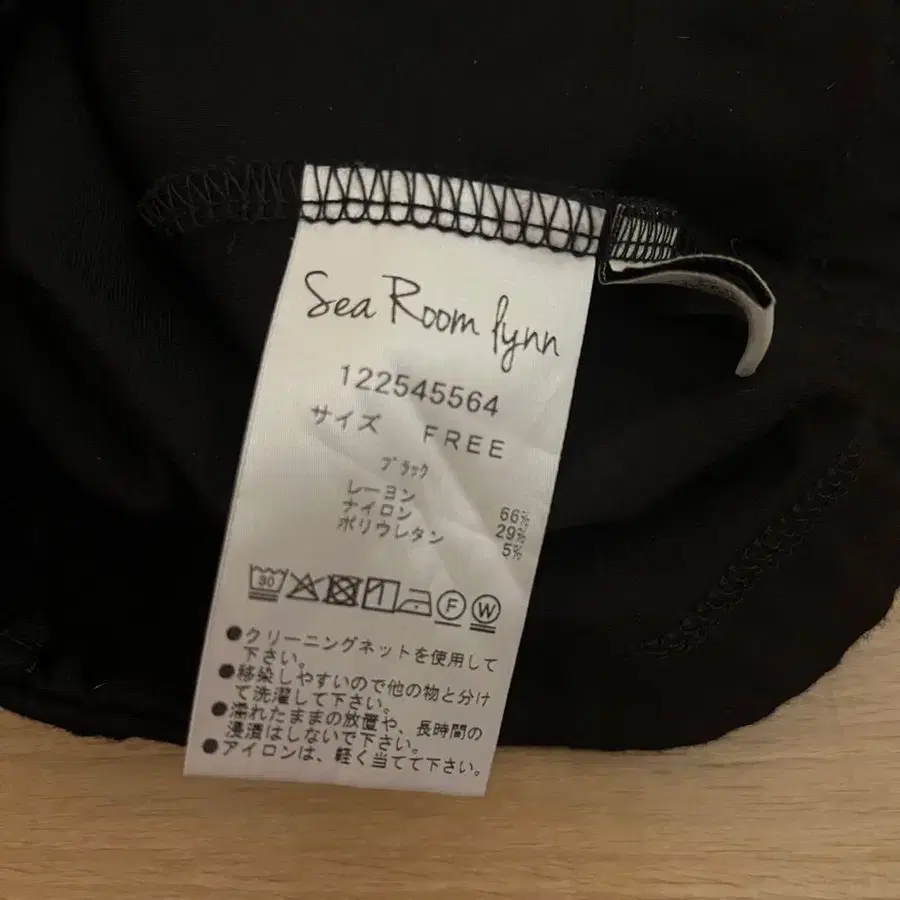 Sea Room lynn
122545564
サイズ FREE
ブラック
レーヨン 66%
ナイロン 29%
ポリウレタン 5%
30 F W
●クリーニングネットを使用して
下さい。
●移染しやすいので他の物と分け
て洗濯して下さい。
●濡れたままの放置や、長時間の
浸漬はしないで下さい。
●アイロンは、軽く当てて下さい。